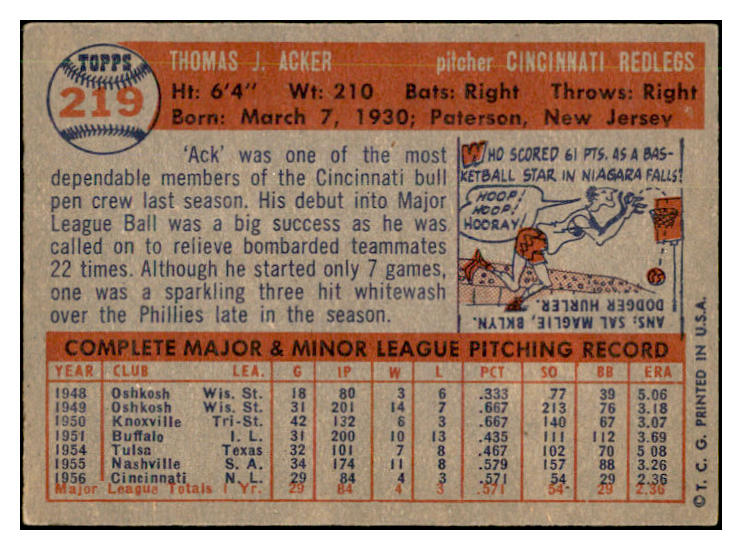 TOPPS
219
THOMAS J. ACKER pitcher CINCINNATI REDLEGS
Ht: 6'4" Wt: 210 Bats: Right Throws: Right
Born: March 7, 1930; Paterson, New Jersey
'Ack' was one of the most
dependable members of the Cincinnati bull
pen crew last season. His debut into Major
League Ball was a big success as he was
called on to relieve bombarded teammates
22 times. Although he started only 7 games,
one was a sparkling three hit whitewash
over the Phillies late in the season.
WHO SCORED 61 PTS. AS A BAS-
KETBALL STAR IN NIAGARA FALLS?
HOOP!
HOOP!
HOORAY!
ANS: SAL MAGLIE, BKLYN.
DODGER HURLER.
COMPLETE MAJOR & MINOR LEAGUE PITCHING RECORD
YEAR CLUB LEA. G IP W L PCT SO BB ERA
1948 Oshkosh Wis. St. 18 80 3 6 .333 77 39 5.06
1949 Oshkosh Wis. St. 31 201 14 7 .667 213 76 3.18
1950 Knoxville Tri-St. 42 132 6 3 .667 140 67 3.07
1951 Buffalo I. L. 31 200 10 13 .435 111 112 3.69
1954 Tulsa Texas 32 101 7 8 .467 102 70 5 08
1955 Nashville S. A. 34 174 11 8 .579 157 88 3.26
1956 Cincinnati N. L. 29 84 4 3 .571 54 29 2.36
Major League Totals 1 Yr. 29 84 4 3 .571 54 29 2.36
© T. C. G. PRINTED IN U.S.A.